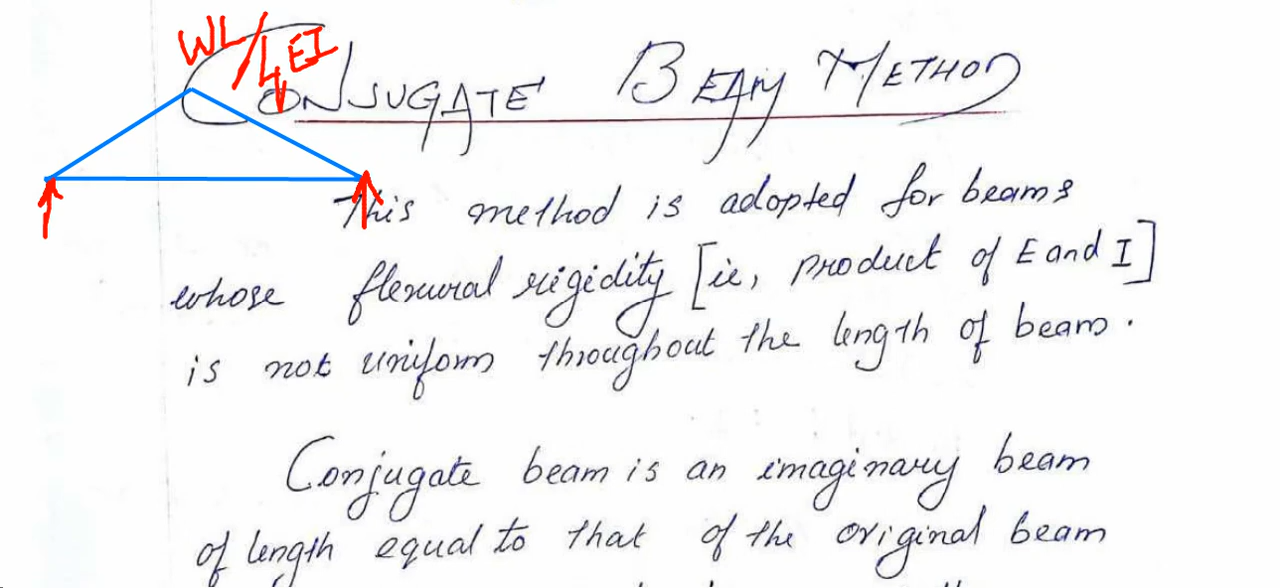 WL/4EI
CONJUGATE BEAM METHOD
This method is adopted for beams
whose flexural rigidity [ie, product of E and I]
is not uniform throughout the length of beam.
Conjugate beam is an imaginary beam
of length equal to that of the original beam